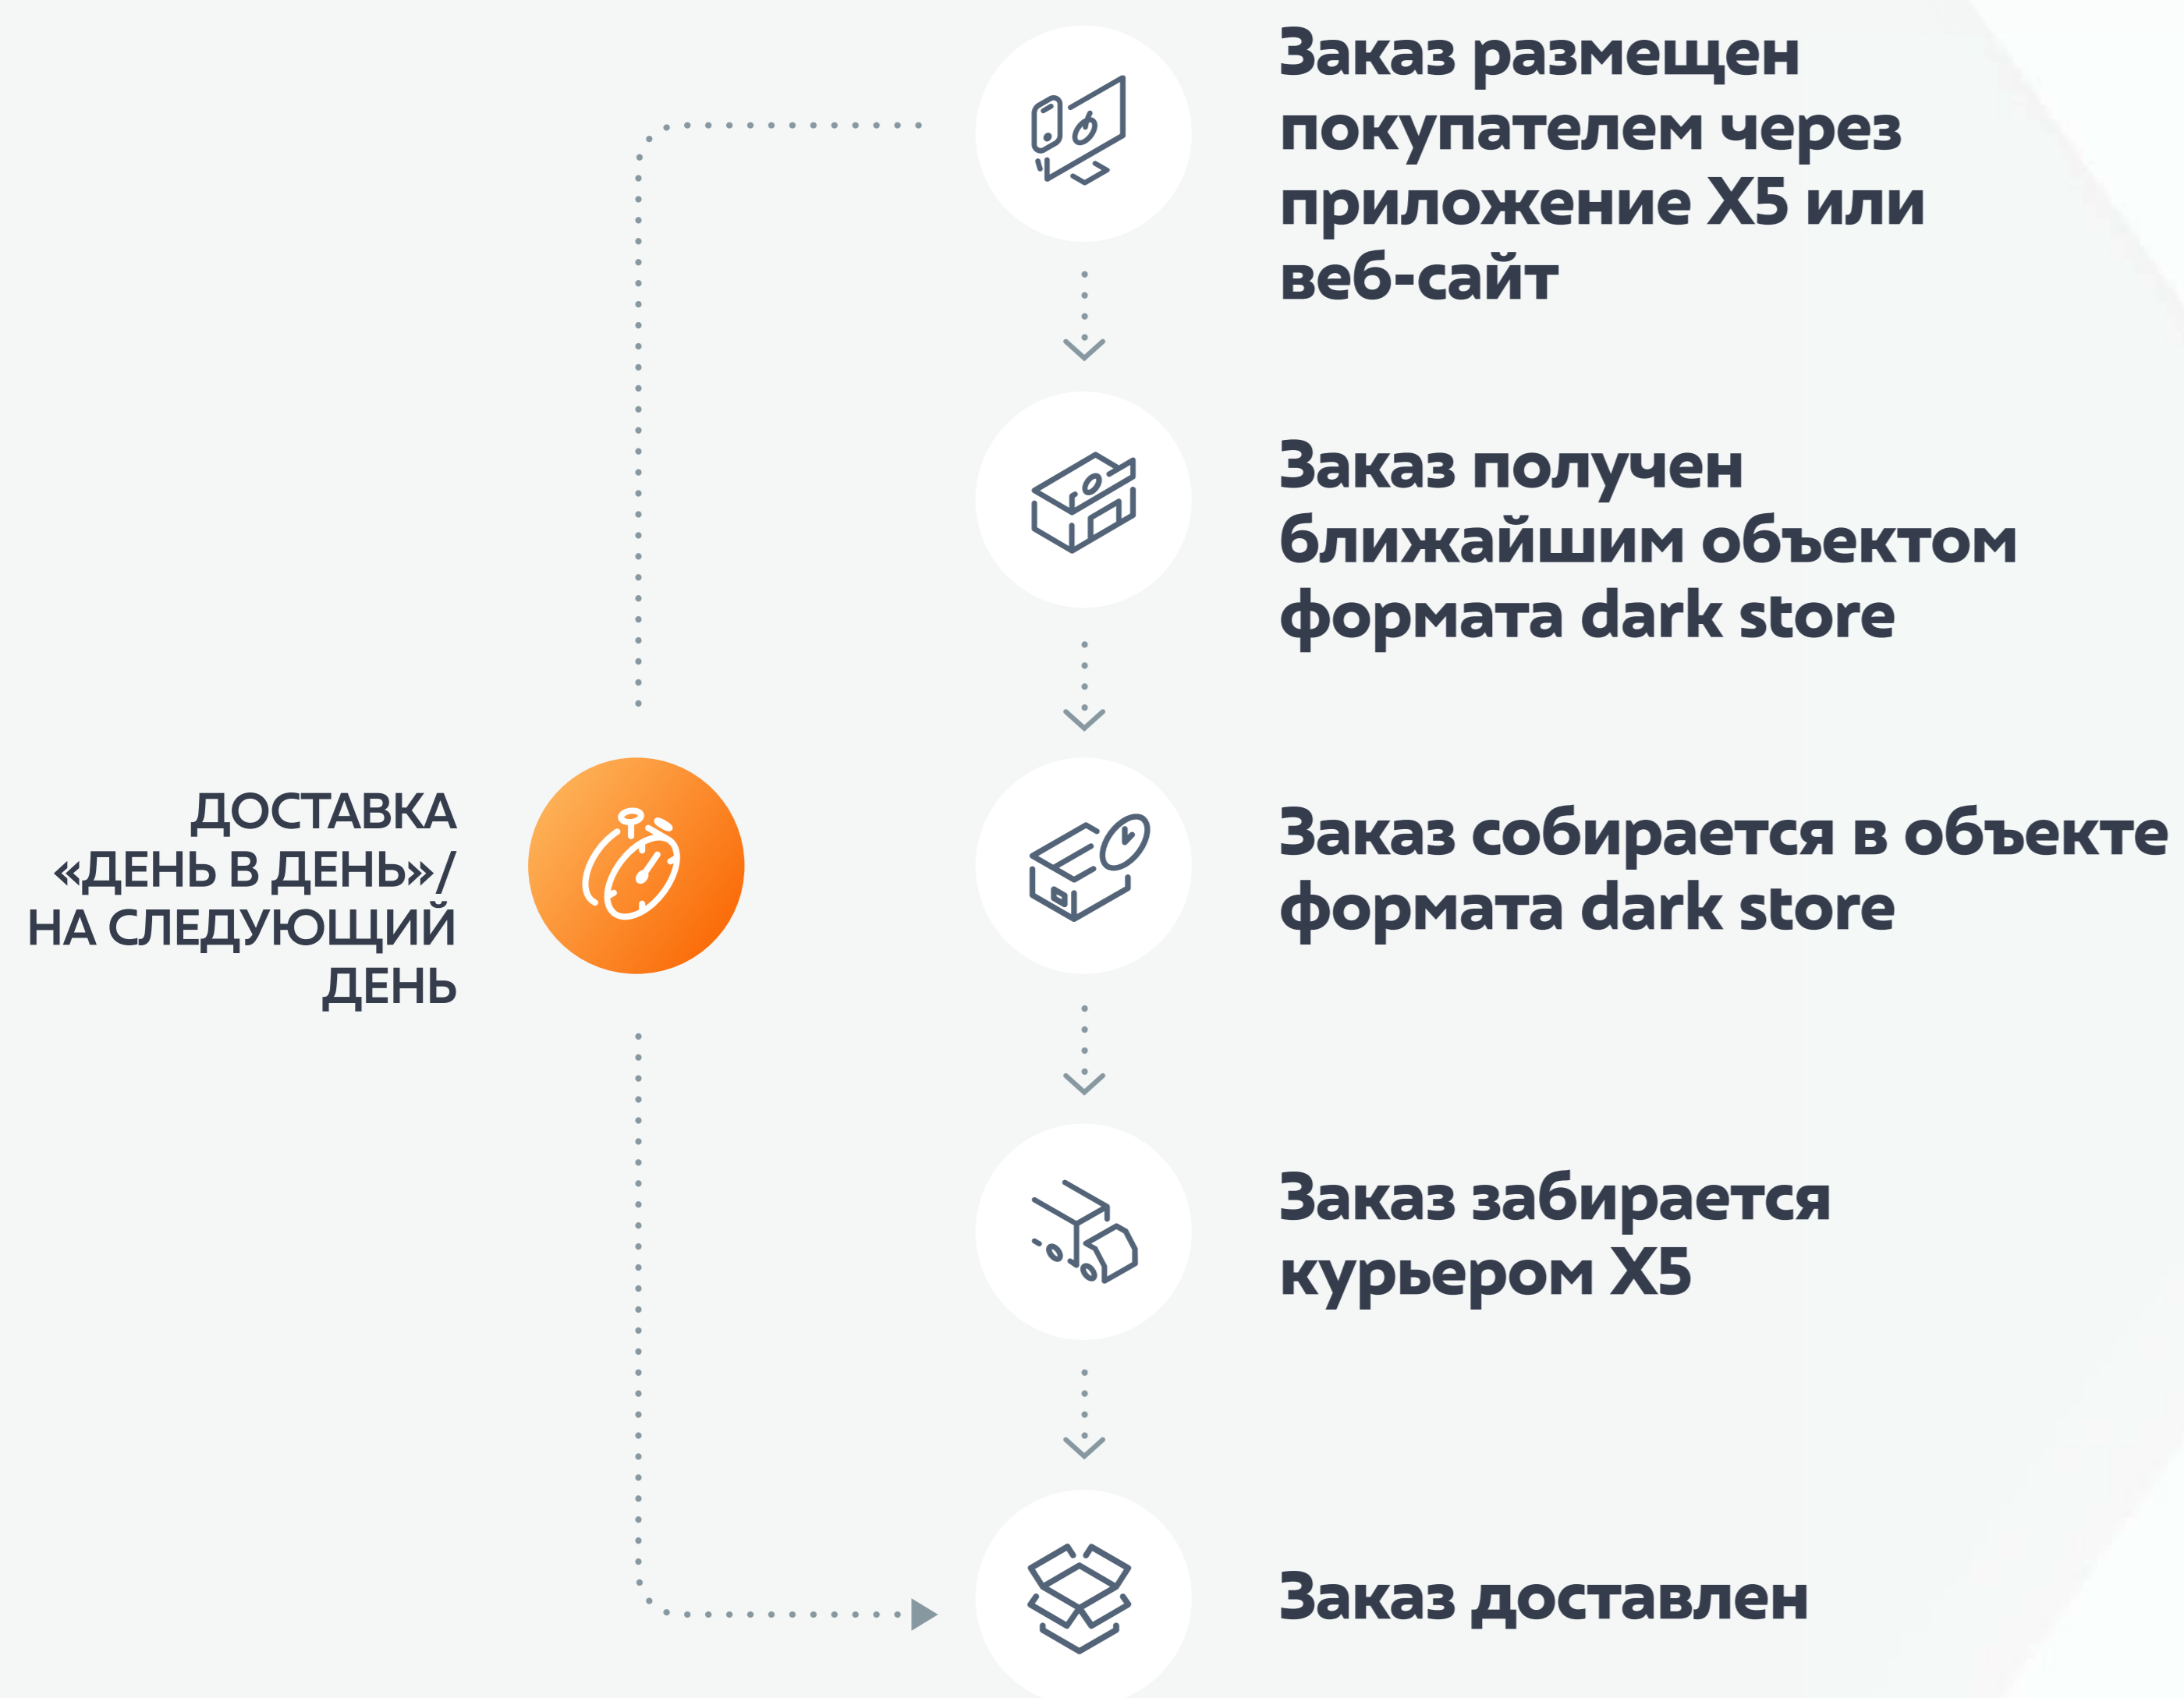 Заказ размещен
покупателем через
приложение X5 или
веб-сайт
Заказ получен
ближайшим объектом
формата dark store
ДОСТАВКА
«ДЕНЬ В ДЕНЬ»/
НА СЛЕДУЮЩИЙ
ДЕНЬ
Заказ собирается в объекте
формата dark store
Заказ забирается
курьером X5
Заказ доставлен